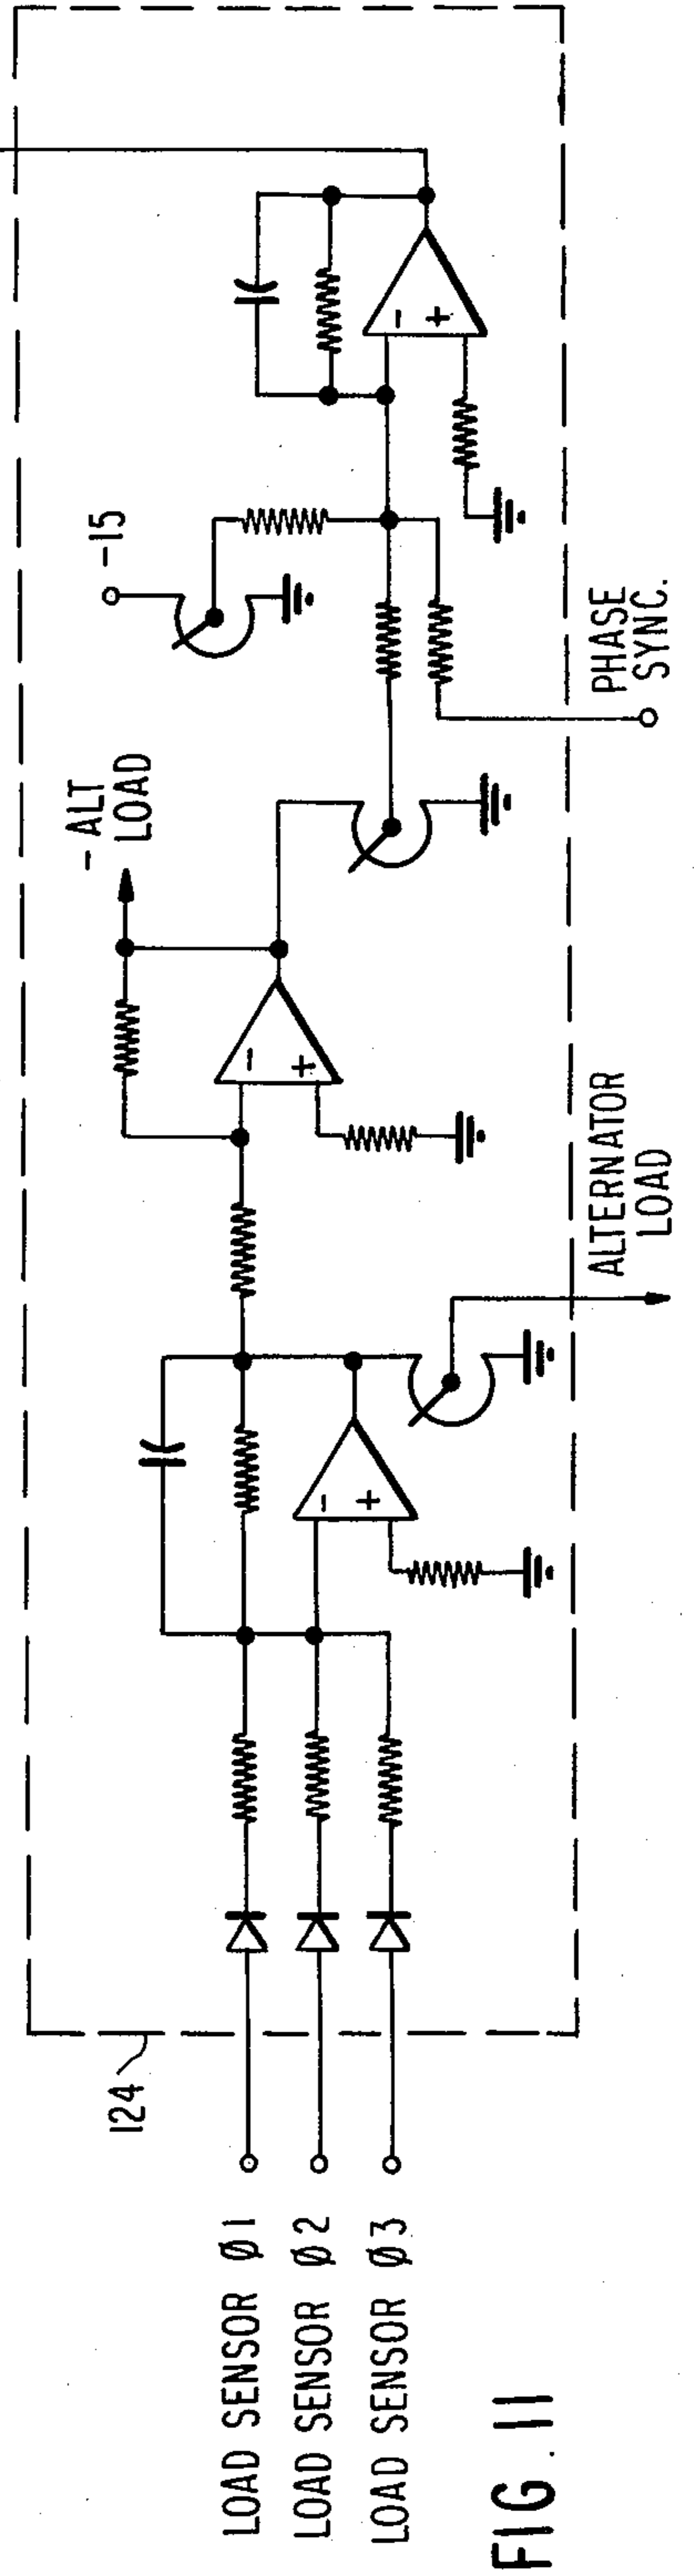 LOAD SENSOR Ø1
LOAD SENSOR Ø2
LOAD SENSOR Ø3
124
-
+
ALTERNATOR
LOAD
-
+
- ALT
LOAD
-15
PHASE
SYNC.
-
+
FIG. 11